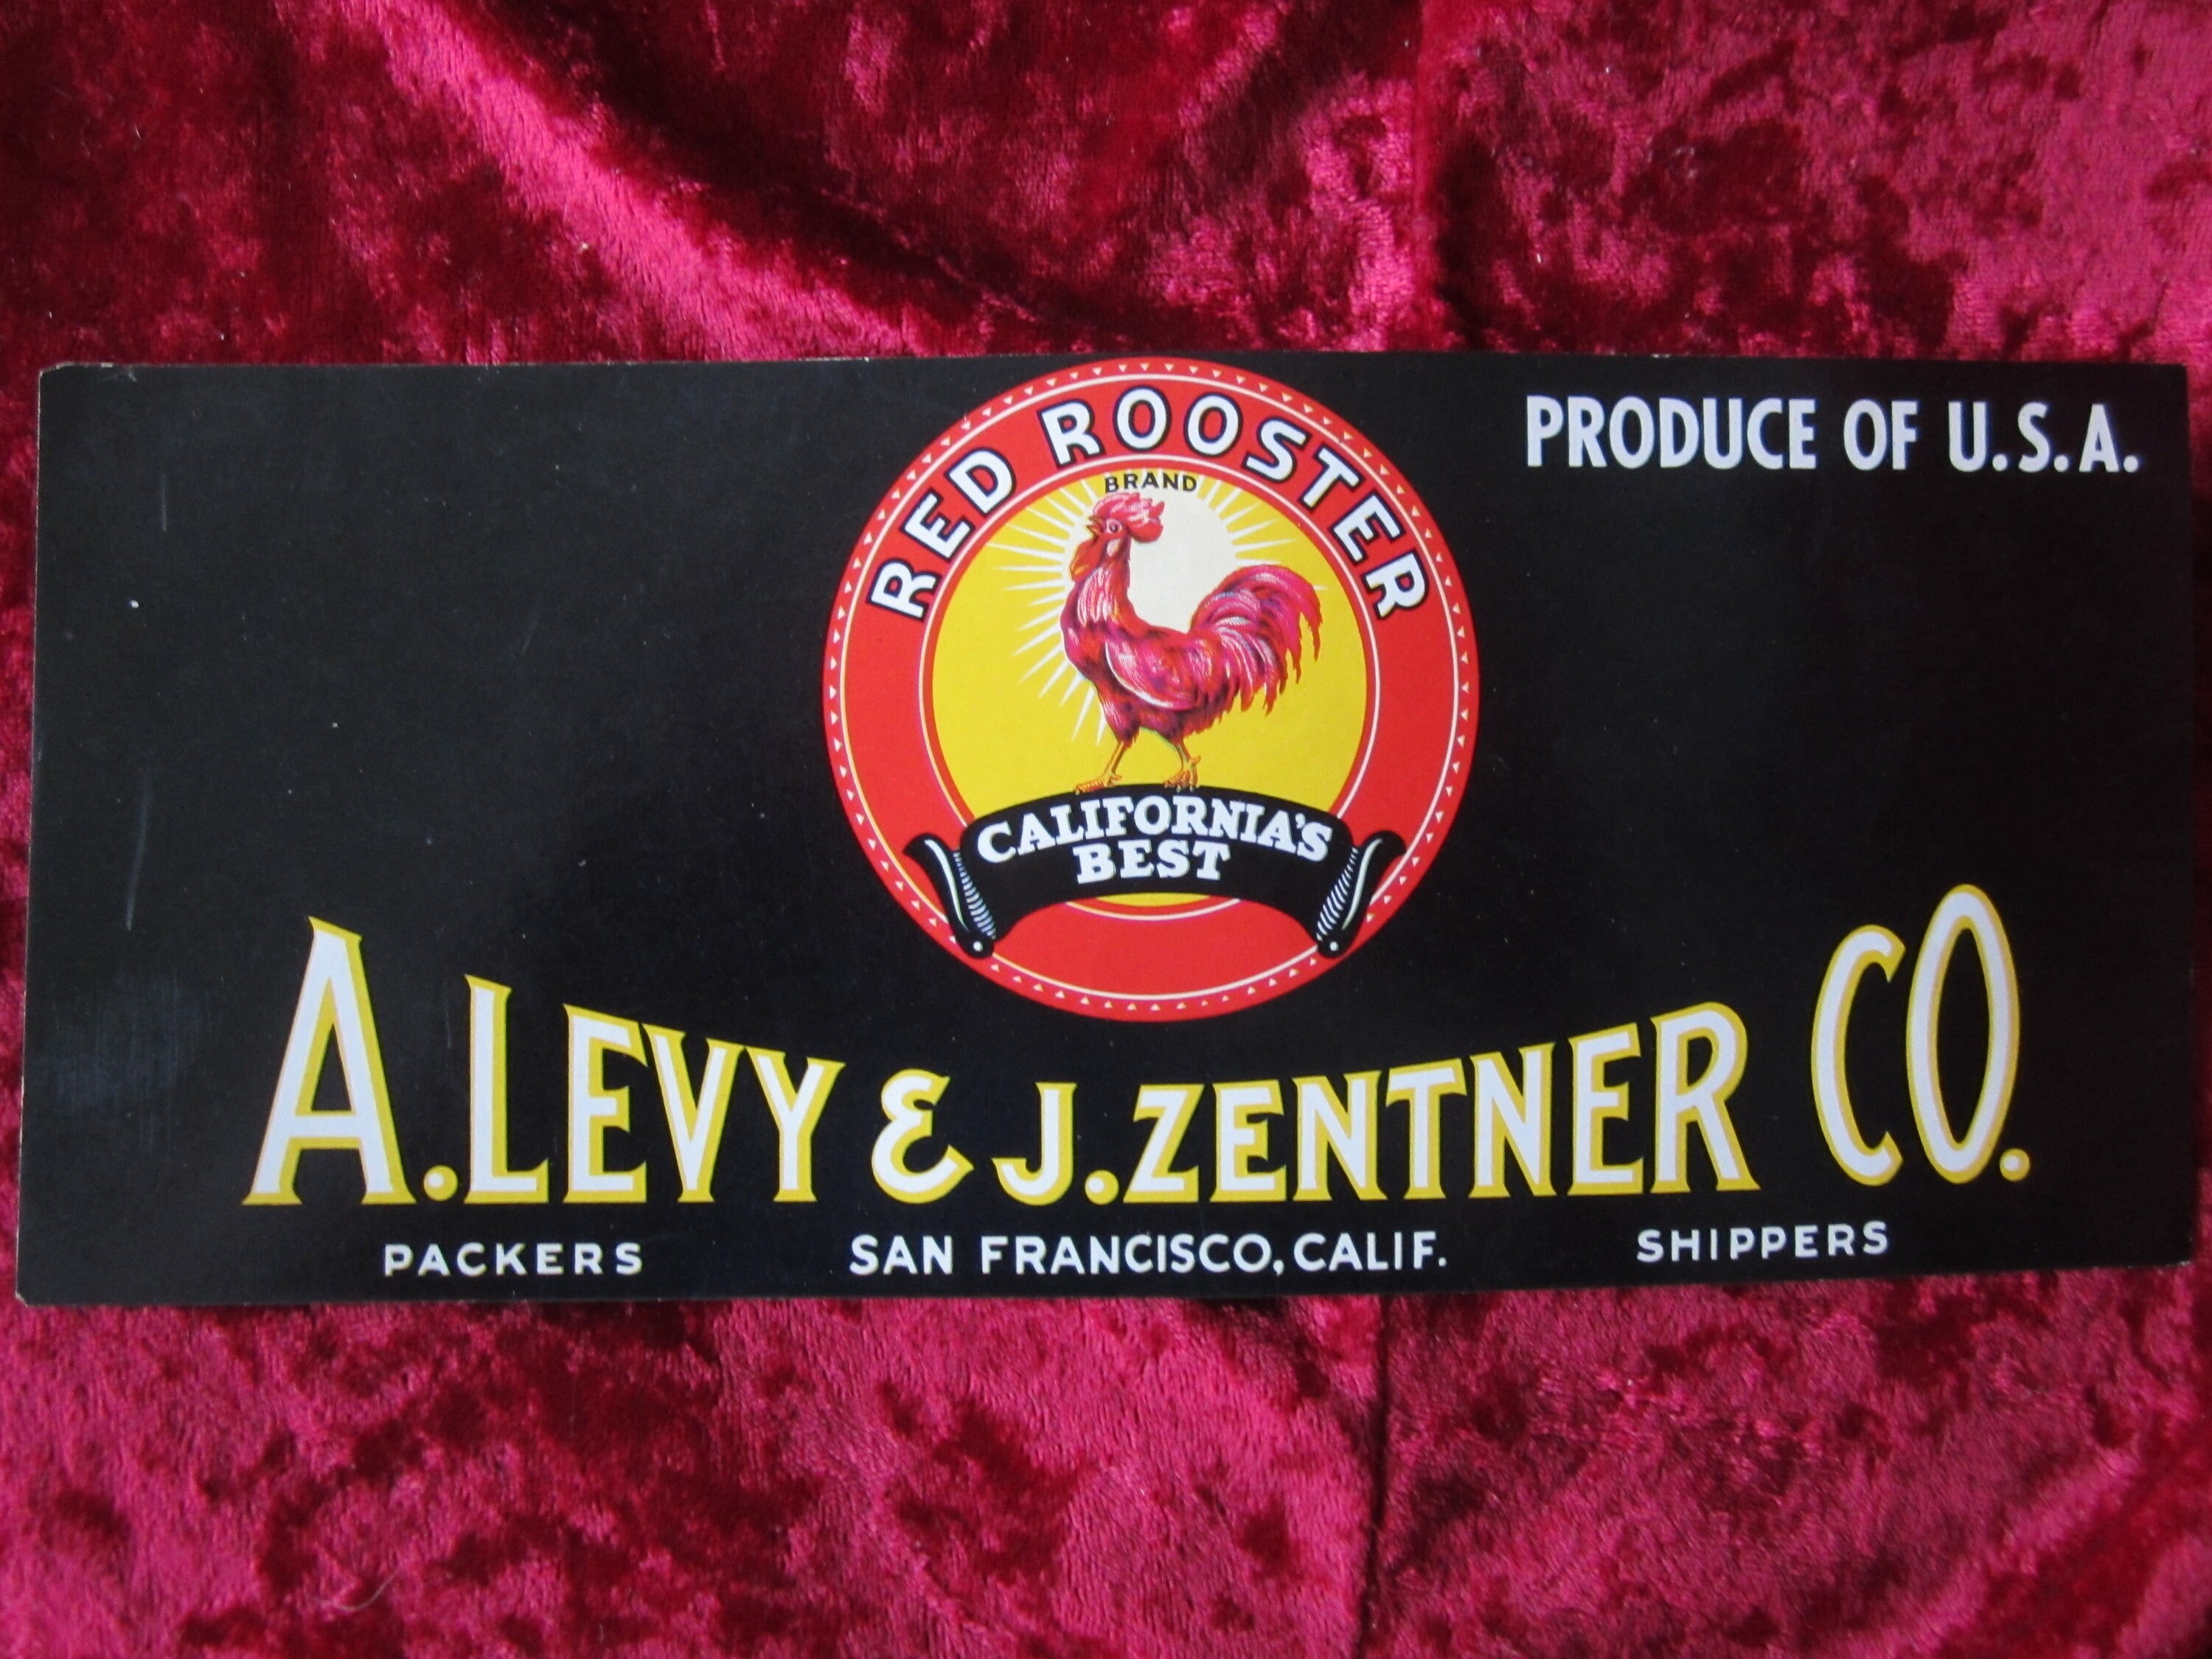 RED ROOSTER
BRAND
PRODUCE OF U.S.A.
CALIFORNIA'S
BEST
A. LEVY & J. ZENTNER CO.
PACKERS SAN FRANCISCO, CALIF. SHIPPERS